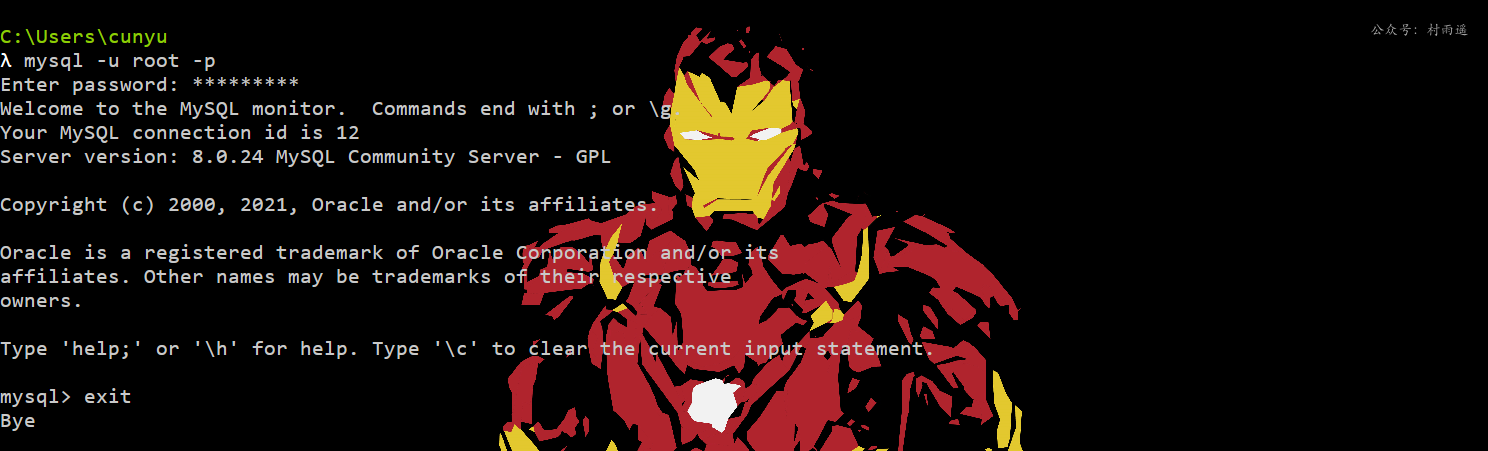 公众号：村雨遥
C:\Users\cunyu
λ mysql -u root -p
Enter password: *********
Welcome to the MySQL monitor.  Commands end with ; or \g.
Your MySQL connection id is 12
Server version: 8.0.24 MySQL Community Server - GPL
Copyright (c) 2000, 2021, Oracle and/or its affiliates.
Oracle is a registered trademark of Oracle Corporation and/or its
affiliates. Other names may be trademarks of their respective
owners.
Type 'help;' or '\h' for help. Type '\c' to clear the current input statement.
mysql> exit
Bye